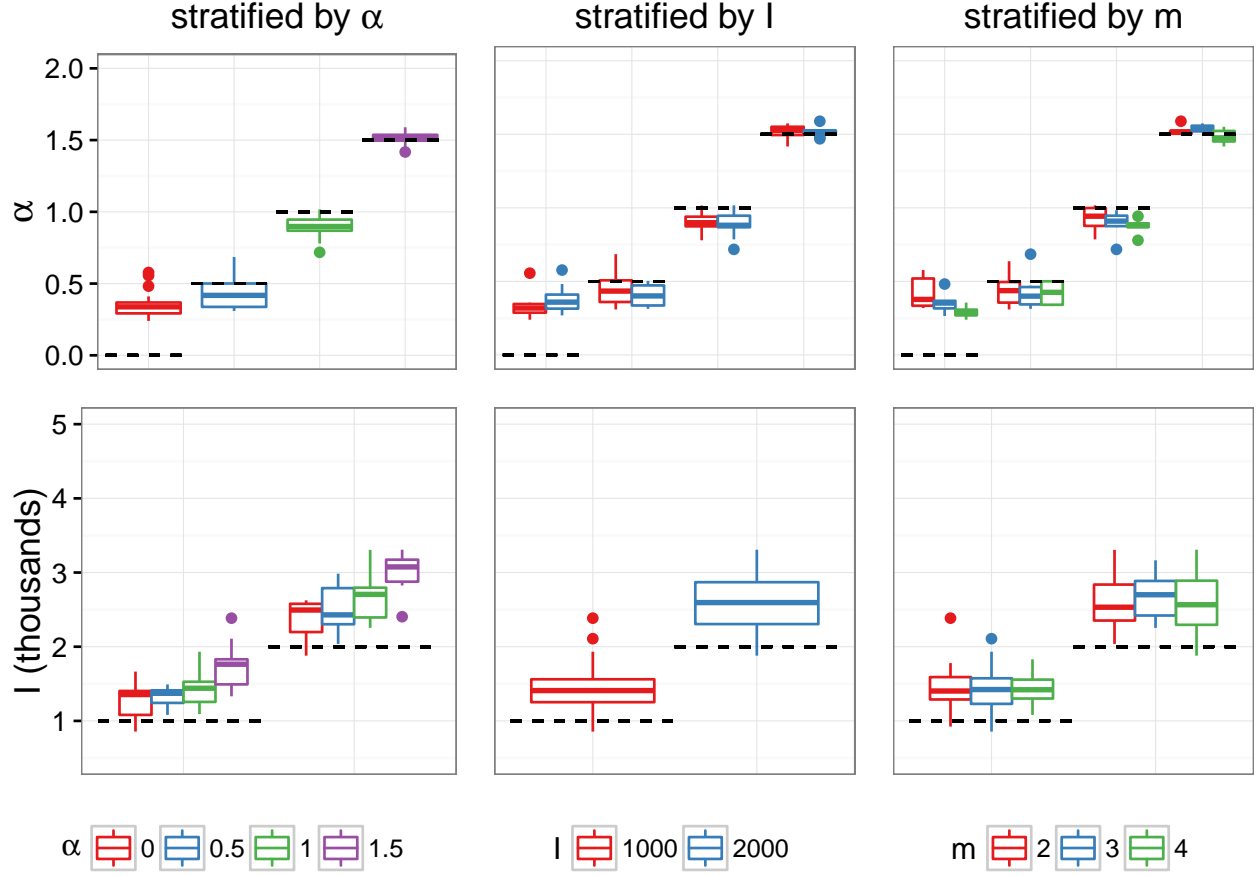 stratified by α stratified by I stratified by m
α
2.0
1.5
1.0
0.5
0.0
I (thousands)
5
4
3
2
1
α 0 0.5 1 1.5
I 1000 2000
m 2 3 4